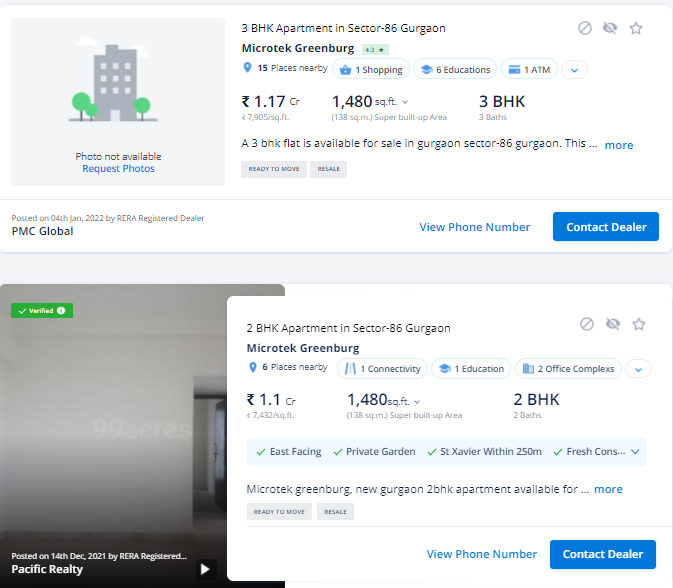 3 BHK Apartment in Sector-86 Gurgaon
Microtek Greenburg 4.3 ★
15 Places nearby 1 Shopping 6 Educations 1 ATM
₹ 1.17 Cr 1,480 sq.ft. 3 BHK
₹ 7,905/sq.ft. (138 sq.m.) Super built-up Area 3 Baths
Photo not available
Request Photos
A 3 bhk flat is available for sale in gurgaon sector-86 gurgaon. This ... more
READY TO MOVE RESALE
Posted on 04th Jan, 2022 by RERA Registered Dealer
PMC Global
View Phone Number Contact Dealer
Verified
2 BHK Apartment in Sector-86 Gurgaon
Microtek Greenburg
6 Places nearby 1 Connectivity 1 Education 2 Office Complexs
₹ 1.1 Cr 1,480sq.ft. 2 BHK
₹ 7,432/sq.ft. (138 sq.m.) Super built-up Area 2 Baths
99acres
East Facing Private Garden St Xavier Within 250m Fresh Cons...
Microtek greenburg, new gurgaon 2bhk apartment available for ... more
READY TO MOVE RESALE
Posted on 14th Dec, 2021 by RERA Registered...
Pacific Realty
View Phone Number Contact Dealer